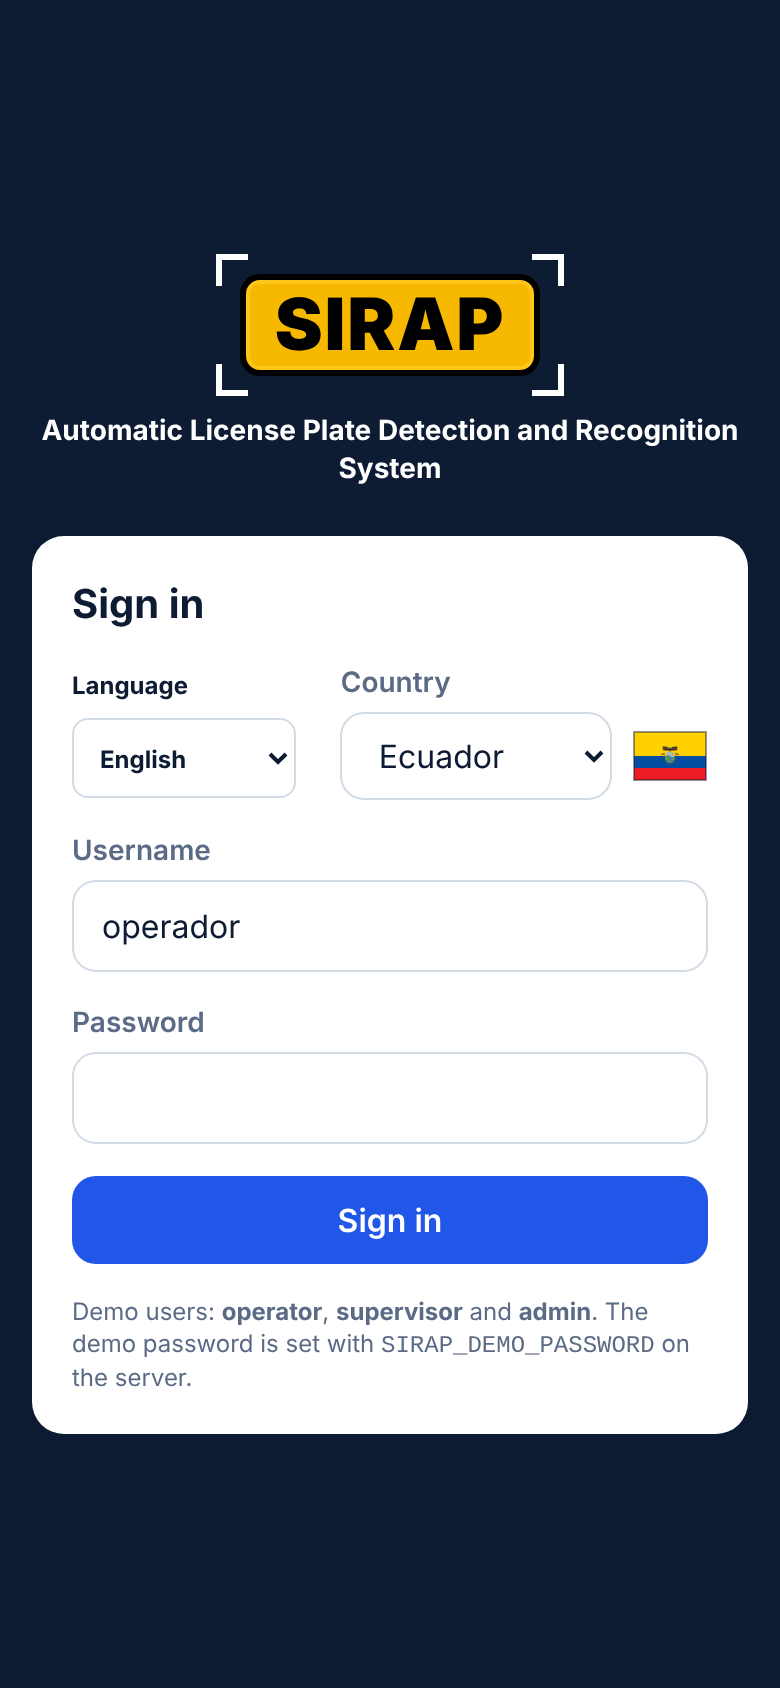 SIRAP
Automatic License Plate Detection and Recognition
System
Sign in
Language
Country
English
Ecuador
Username
operador
Password
Sign in
Demo users: operator, supervisor and admin. The
demo password is set with SIRAP_DEMO_PASSWORD on
the server.